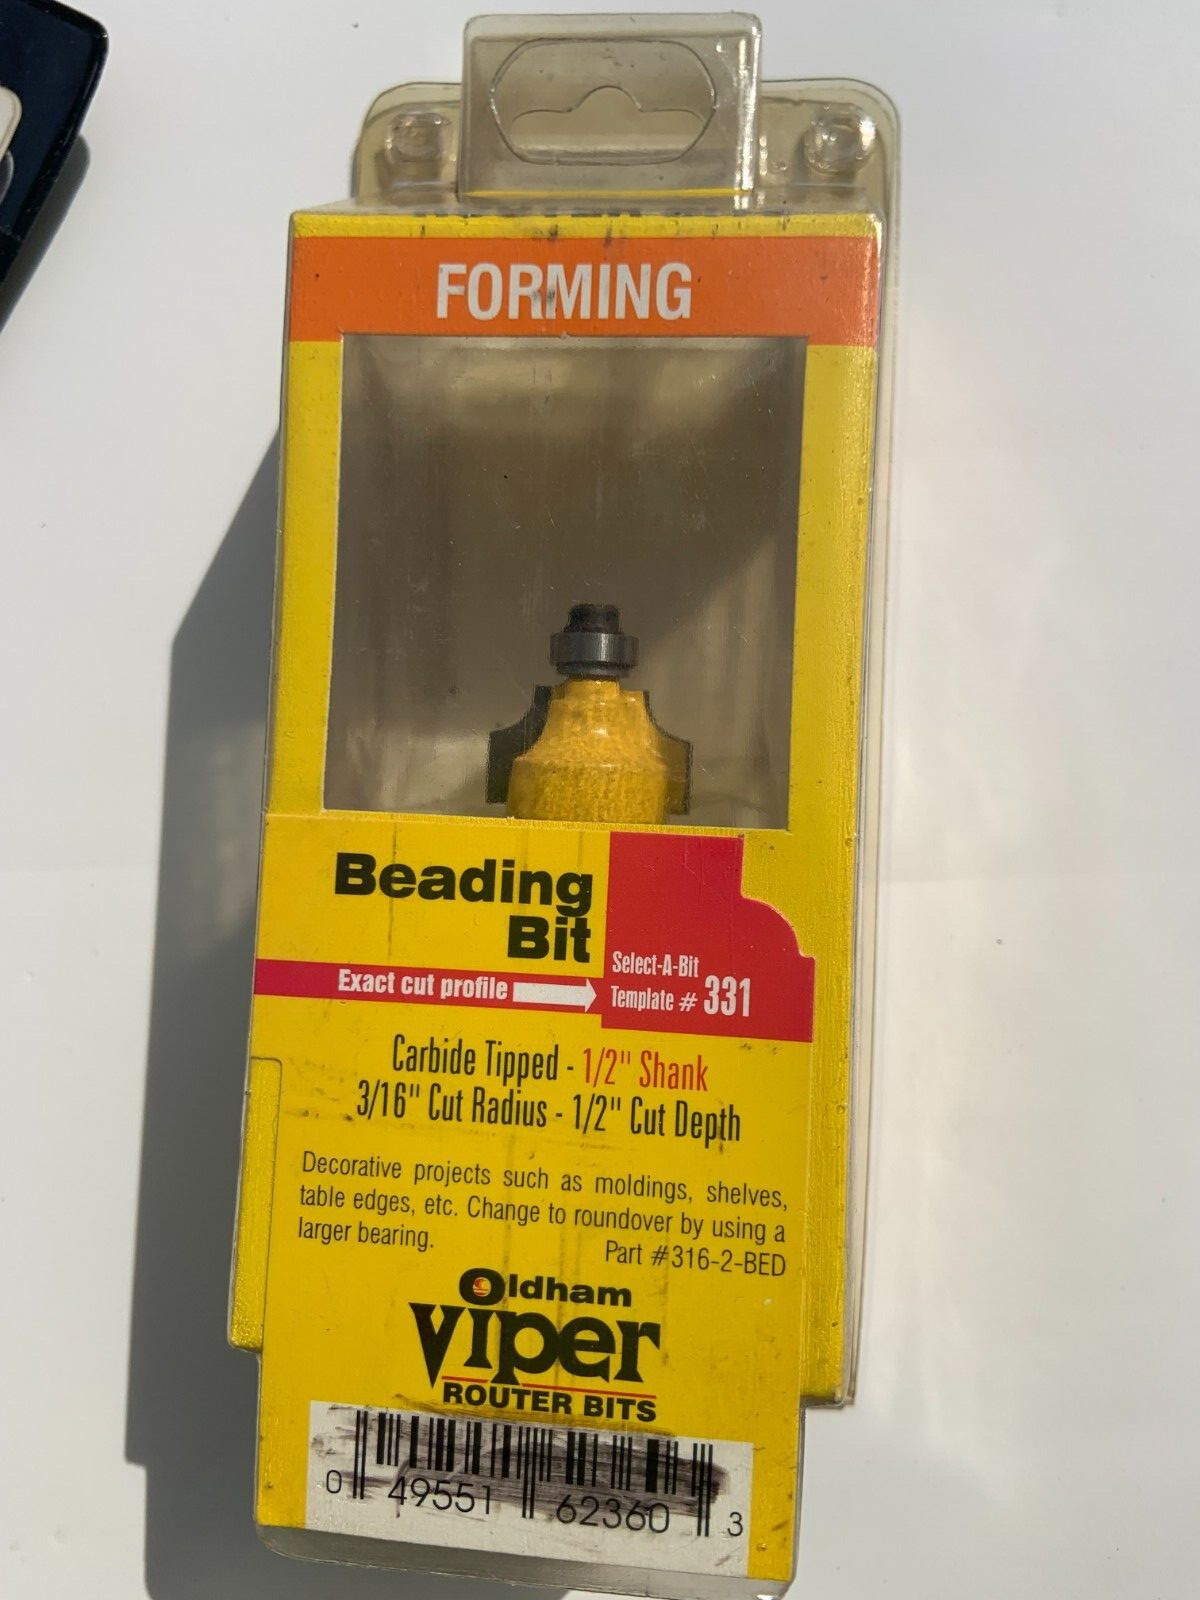 FORMING
Beading
Bit
Exact cut profile
Select-A-Bit
Template # 331
Carbide Tipped - 1/2" Shank
3/16" Cut Radius - 1/2" Cut Depth
Decorative projects such as moldings, shelves,
table edges, etc. Change to roundover by using a
larger bearing.
Part #316-2-BED
Oldham
Viper
ROUTER BITS
0 49551 62360 3